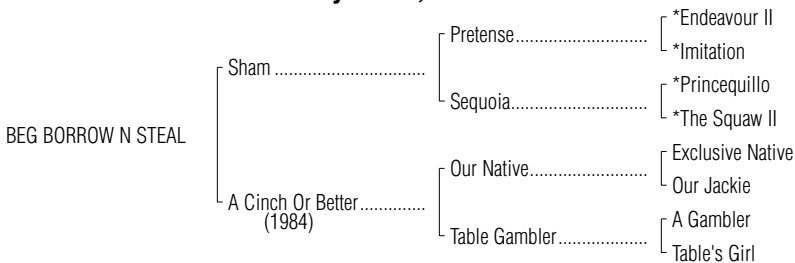 Pretense
*Endeavour II
*Imitation
Sham
Sequoia
*Princequillo
*The Squaw II
BEG BORROW N STEAL
A Cinch Or Better
(1984)
Our Native
Exclusive Native
Our Jackie
Table Gambler
A Gambler
Table's Girl